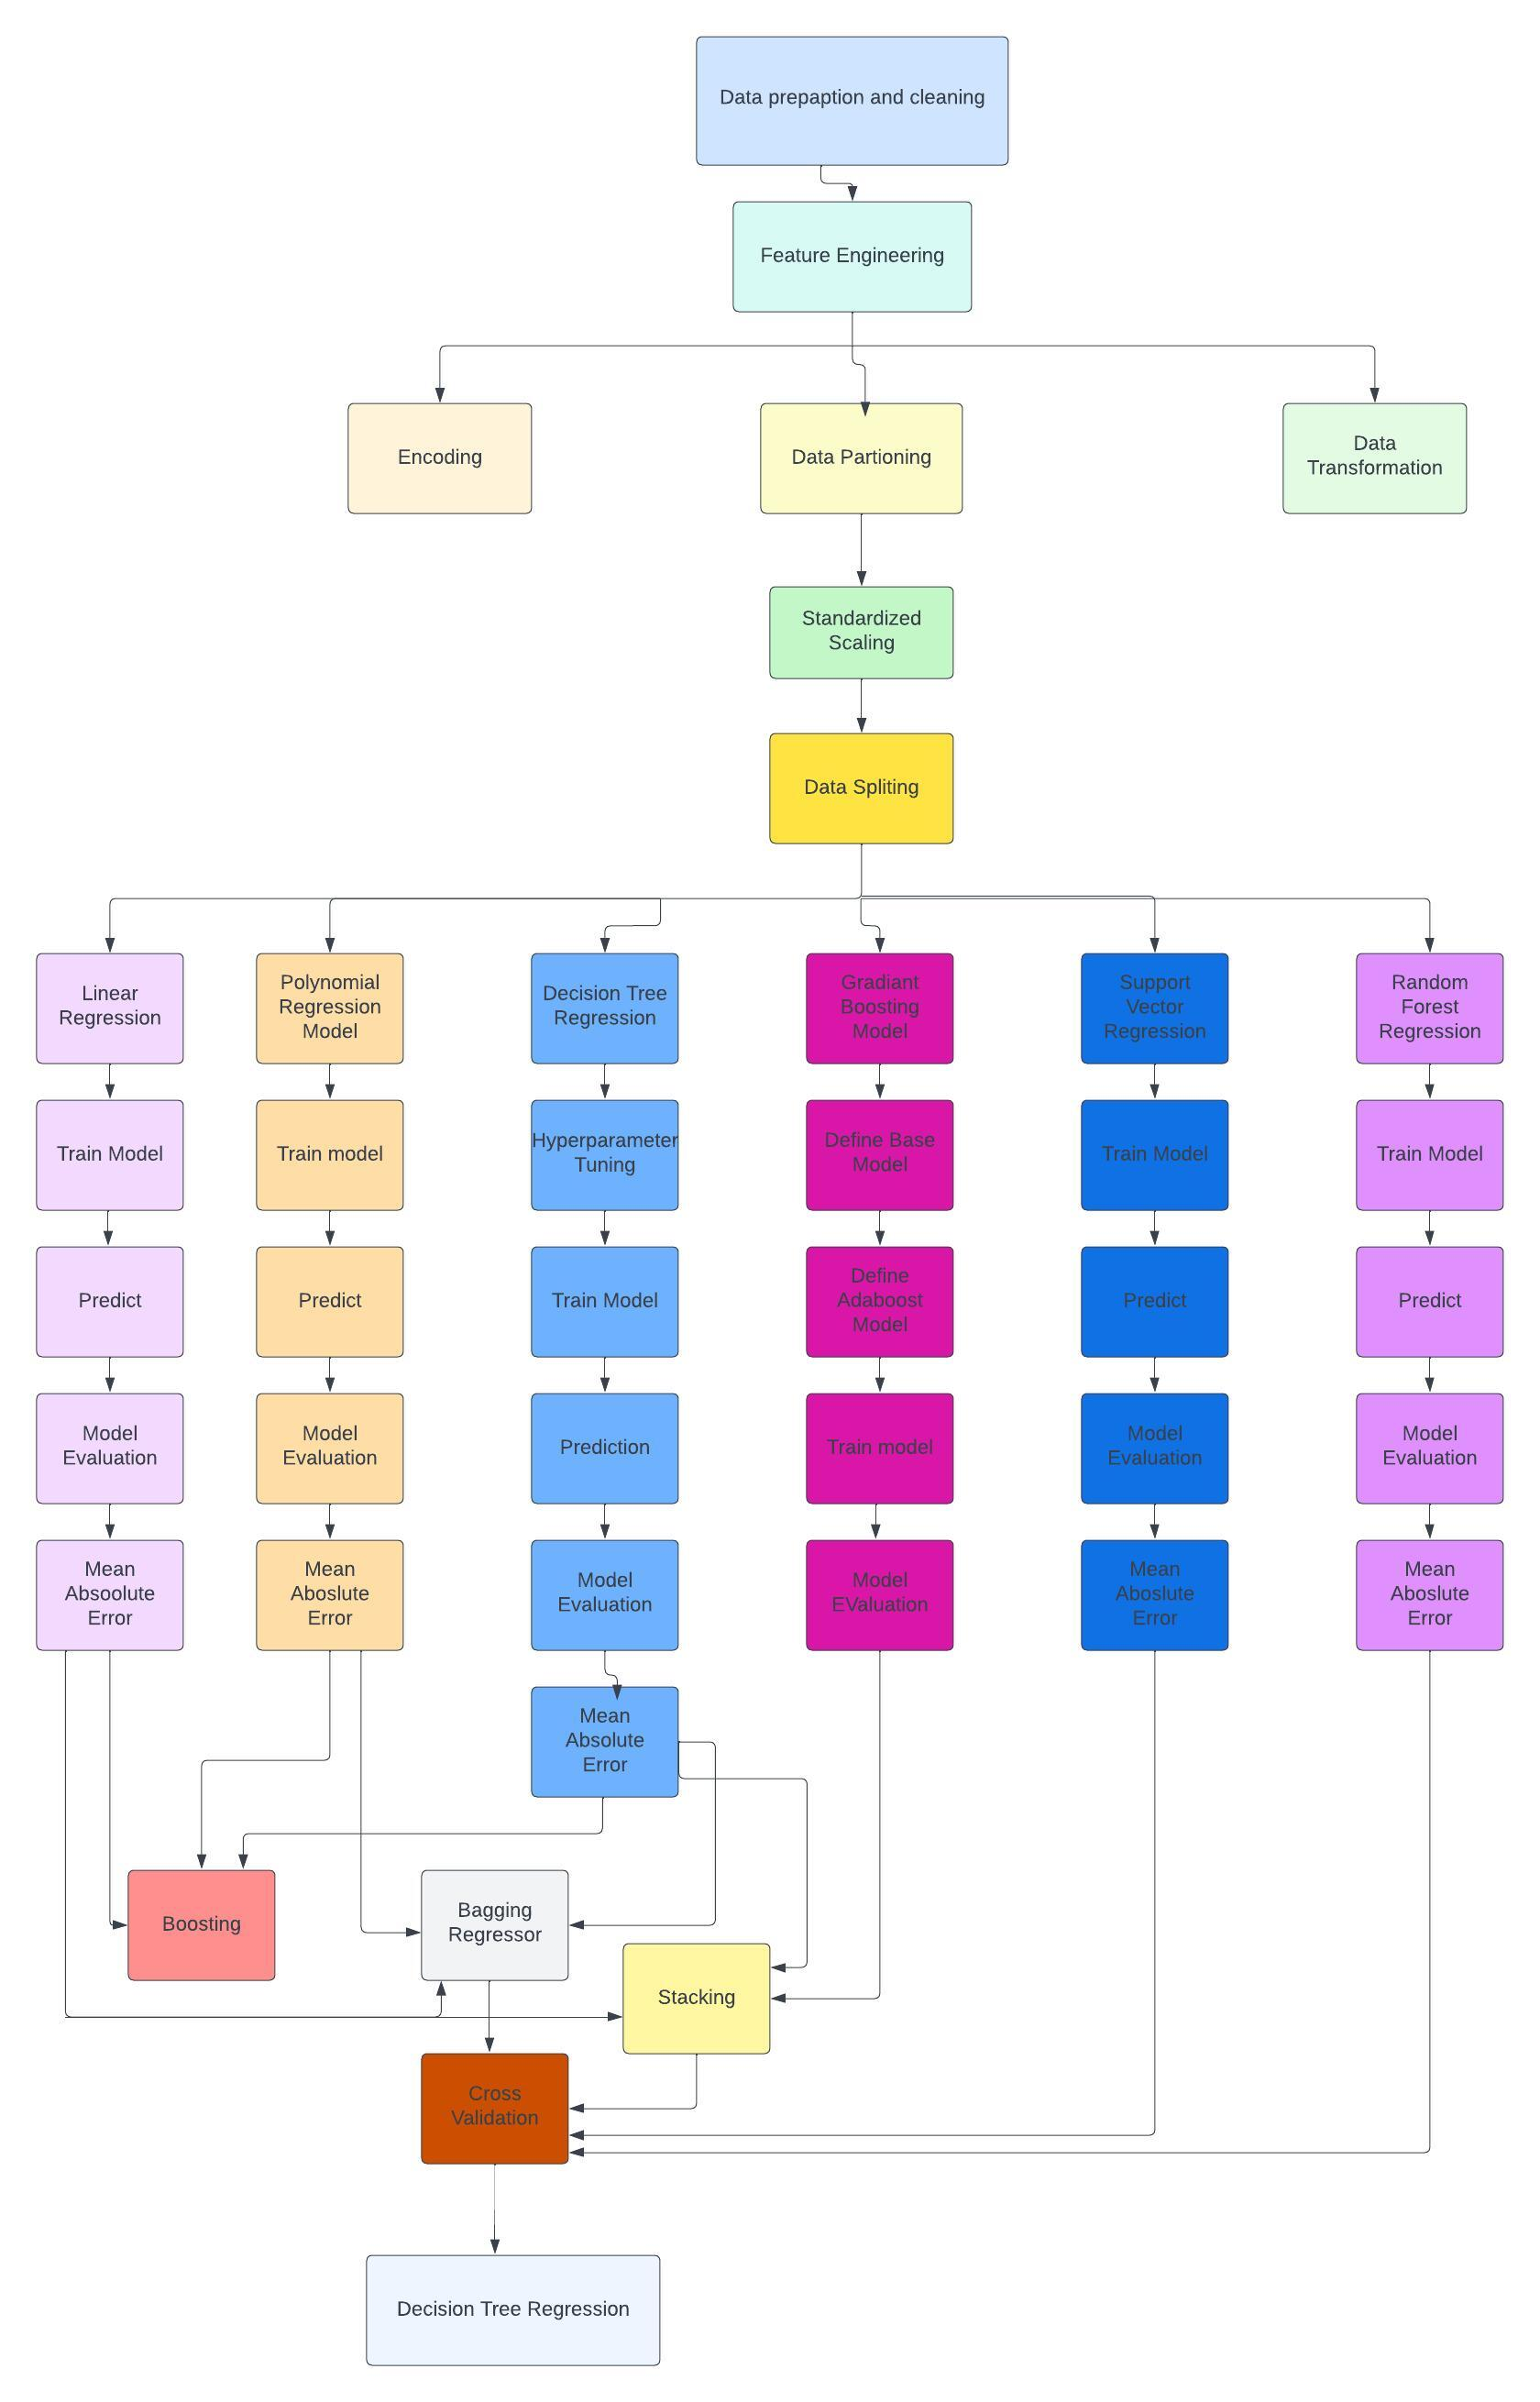 Data prepaption and cleaning
Feature Engineering
Encoding
Data Partioning
Data
Transformation
Standardized
Scaling
Data Spliting
Linear
Regression
Polynomial
Regression
Model
Decision Tree
Regression
Gradiant
Boosting
Model
Support
Vector
Regression
Random
Forest
Regression
Train Model
Train model
Hyperparameter
Tuning
Define Base
Model
Train Model
Train Model
Predict
Predict
Train Model
Define
Adaboost
Model
Predict
Predict
Model
Evaluation
Model
Evaluation
Prediction
Train model
Model
Evaluation
Model
Evaluation
Mean
Absoolute
Error
Mean
Aboslute
Error
Model
Evaluation
Model
EValuation
Mean
Aboslute
Error
Mean
Aboslute
Error
Mean
Absolute
Error
Boosting
Bagging
Regressor
Stacking
Cross
Validation
Decision Tree Regression